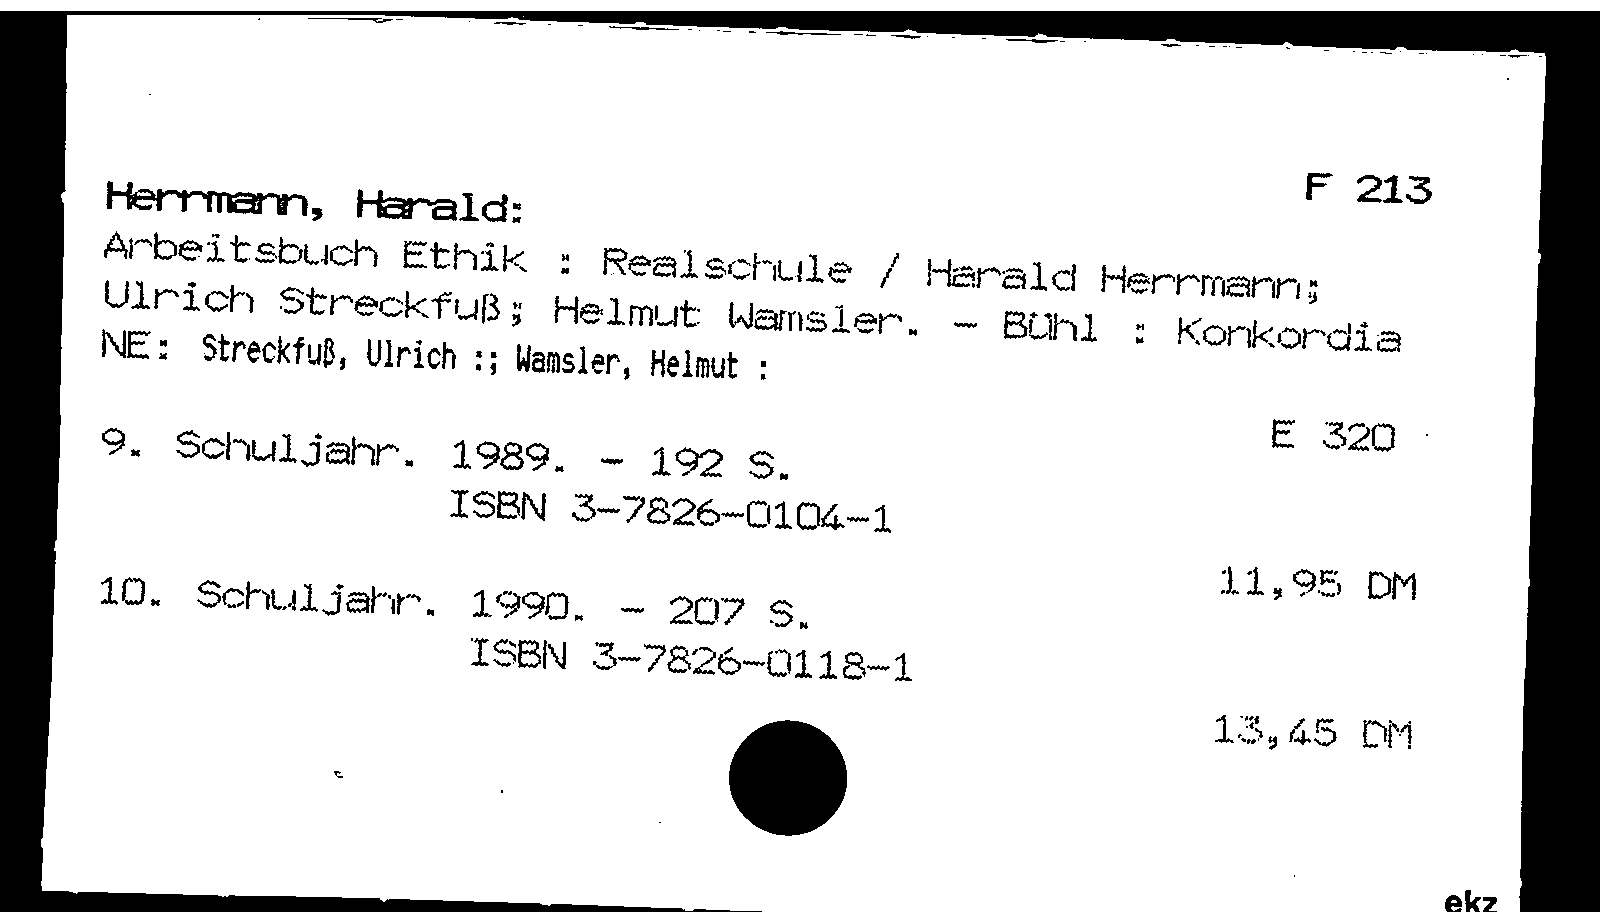 F 213
Herrmann, Harald:
Arbeitsbuch Ethik : Realschule / Harald Herrmann;
Ulrich Streckfuß; Helmut Wamsler. - Bühl : Konkordia
NE: Streckfuß, Ulrich :; Wamsler, Helmut :
E 320
9. Schuljahr. 1989. - 192 S.
ISBN 3-7826-0104-1
11,95 DM
10. Schuljahr. 1990. - 207 S.
ISBN 3-7826-0118-1
13,45 DM
ekz